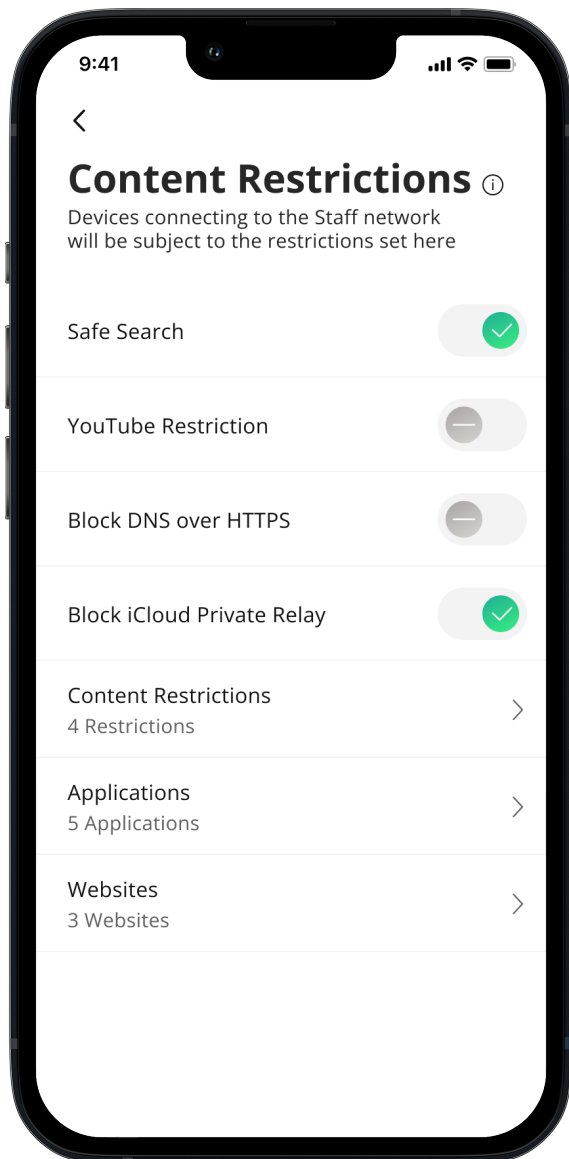 9:41
Content Restrictions
Devices connecting to the Staff network
will be subject to the restrictions set here
Safe Search
YouTube Restriction
Block DNS over HTTPS
Block iCloud Private Relay
Content Restrictions
4 Restrictions
Applications
5 Applications
Websites
3 Websites